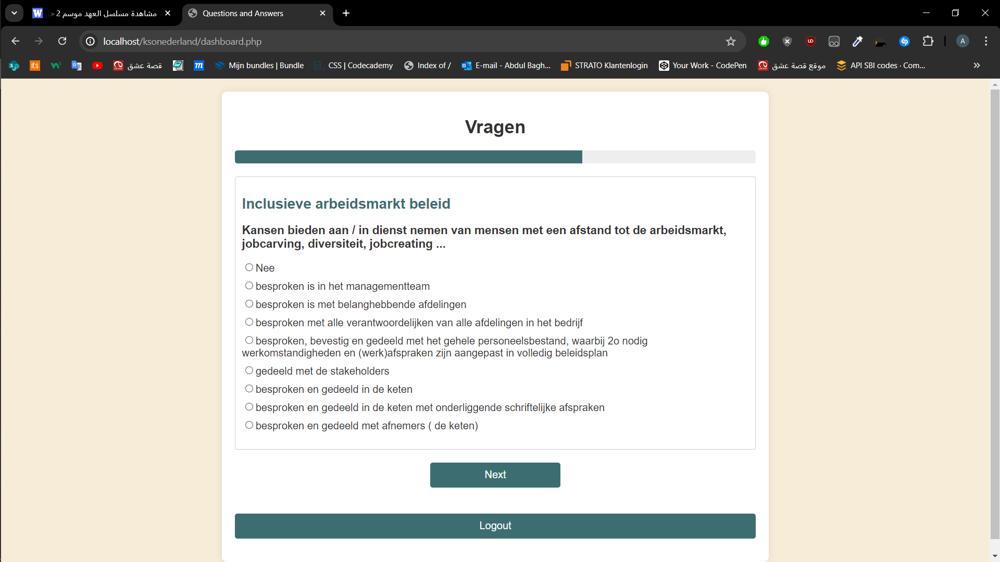 مشاهدة مسلسل العهد موسم 2 ح
Questions and Answers
localhost/ksonederland/dashboard.php
A
قصة عشق
Mijn bundles | Bundle
CSS | Codecademy
Index of /
E-mail - Abdul Bagh...
STRATO Klantenlogin
Your Work - CodePen
موقع قصة عشق
API SBI codes · Com...
Vragen
Inclusieve arbeidsmarkt beleid
Kansen bieden aan / in dienst nemen van mensen met een afstand tot de arbeidsmarkt,
jobcarving, diversiteit, jobcreating ...
Nee
besproken is in het managementteam
besproken is met belanghebbende afdelingen
besproken met alle verantwoordelijken van alle afdelingen in het bedrijf
besproken, bevestig en gedeeld met het gehele personeelsbestand, waarbij 2o nodig
werkomstandigheden en (werk)afspraken zijn aangepast in volledig beleidsplan
gedeeld met de stakeholders
besproken en gedeeld in de keten
besproken en gedeeld in de keten met onderliggende schriftelijke afspraken
besproken en gedeeld met afnemers ( de keten)
Next
Logout